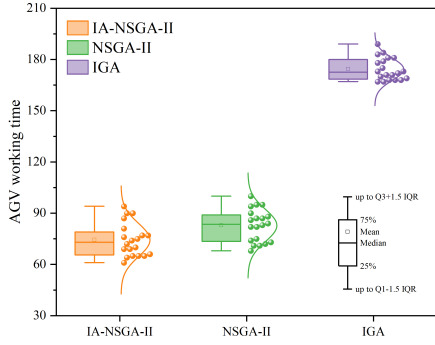 IA-NSGA-II
NSGA-II
IGA
AGV working time
210
180
150
120
90
60
30
up to Q3+1.5 IQR
75%
Mean
Median
25%
up to Q1-1.5 IQR
IA-NSGA-II
NSGA-II
IGA